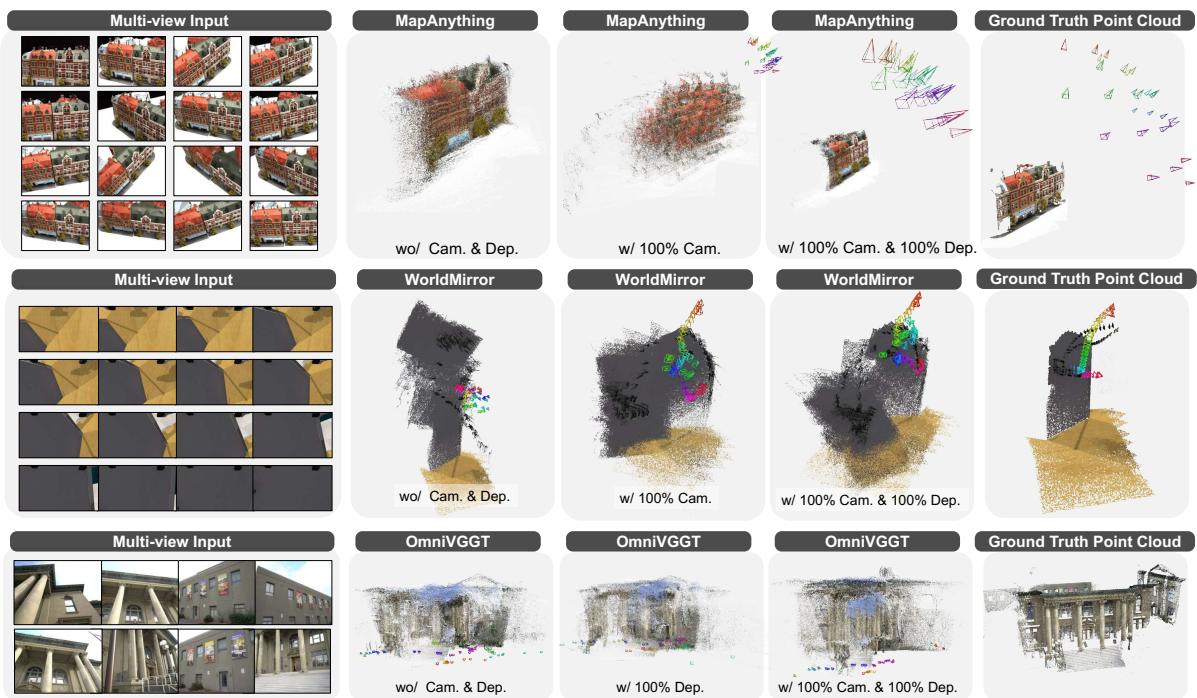 Multi-view Input
MapAnything
MapAnything
MapAnything
Ground Truth Point Cloud
wo/ Cam. & Dep.
w/ 100% Cam.
w/ 100% Cam. & 100% Dep.
Multi-view Input
WorldMirror
WorldMirror
WorldMirror
Ground Truth Point Cloud
wo/ Cam. & Dep.
w/ 100% Cam.
w/ 100% Cam. & 100% Dep.
Multi-view Input
OmniVGGT
OmniVGGT
OmniVGGT
Ground Truth Point Cloud
wo/ Cam. & Dep.
w/ 100% Dep.
w/ 100% Cam. & 100% Dep.